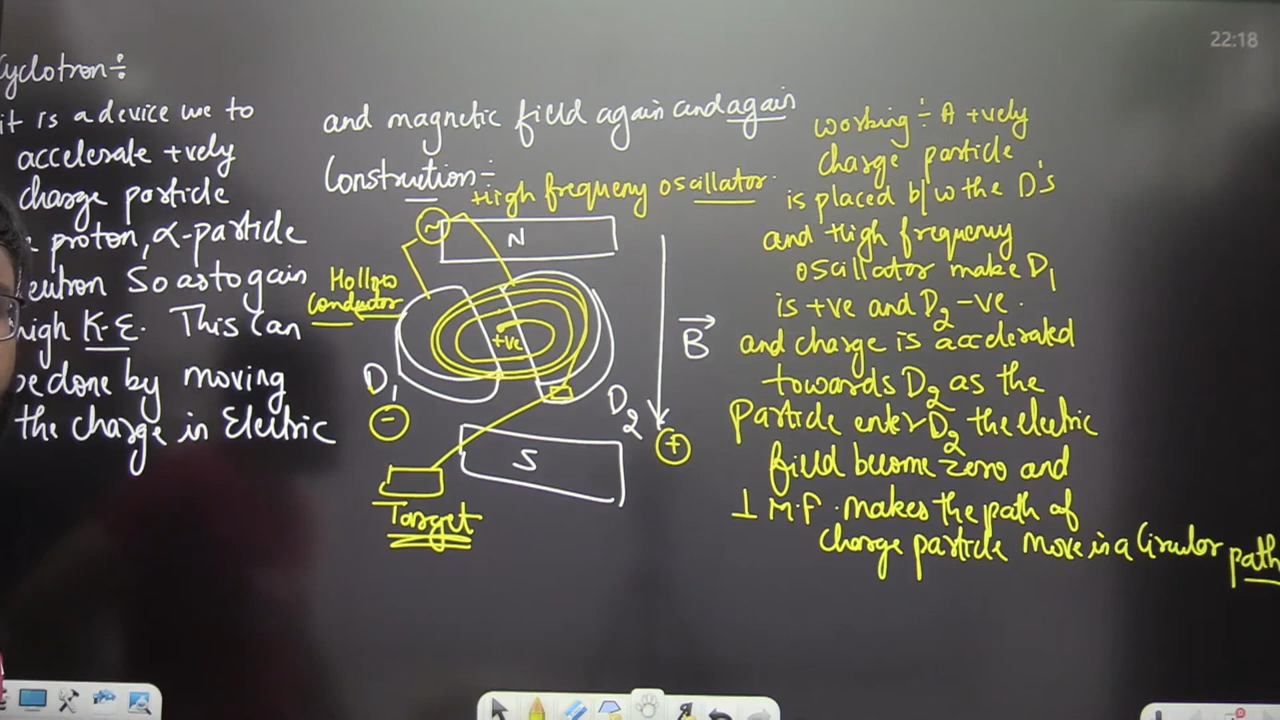 22:18
Cyclotron÷
it is a device we to
accelerate +vely
charge particle
proton, α-particle
eutron So as to gain
high K·E. This can
be done by moving
the charge in Electric
and magnetic field again and again
Construction÷
High frequency oscillator.
N
Hollow
conductor
+ve
B
D1
D2
−
+
S
Target
working÷ A +vely
charge particle
is placed b/w the D's
and High frequency
oscillator make D1
is +ve and D2 -ve.
and charge is accelerated
towards D2 as the
Particle enter D2 the electric
field become zero and
⊥ M.F. makes the path of
charge particle move in a Circular path